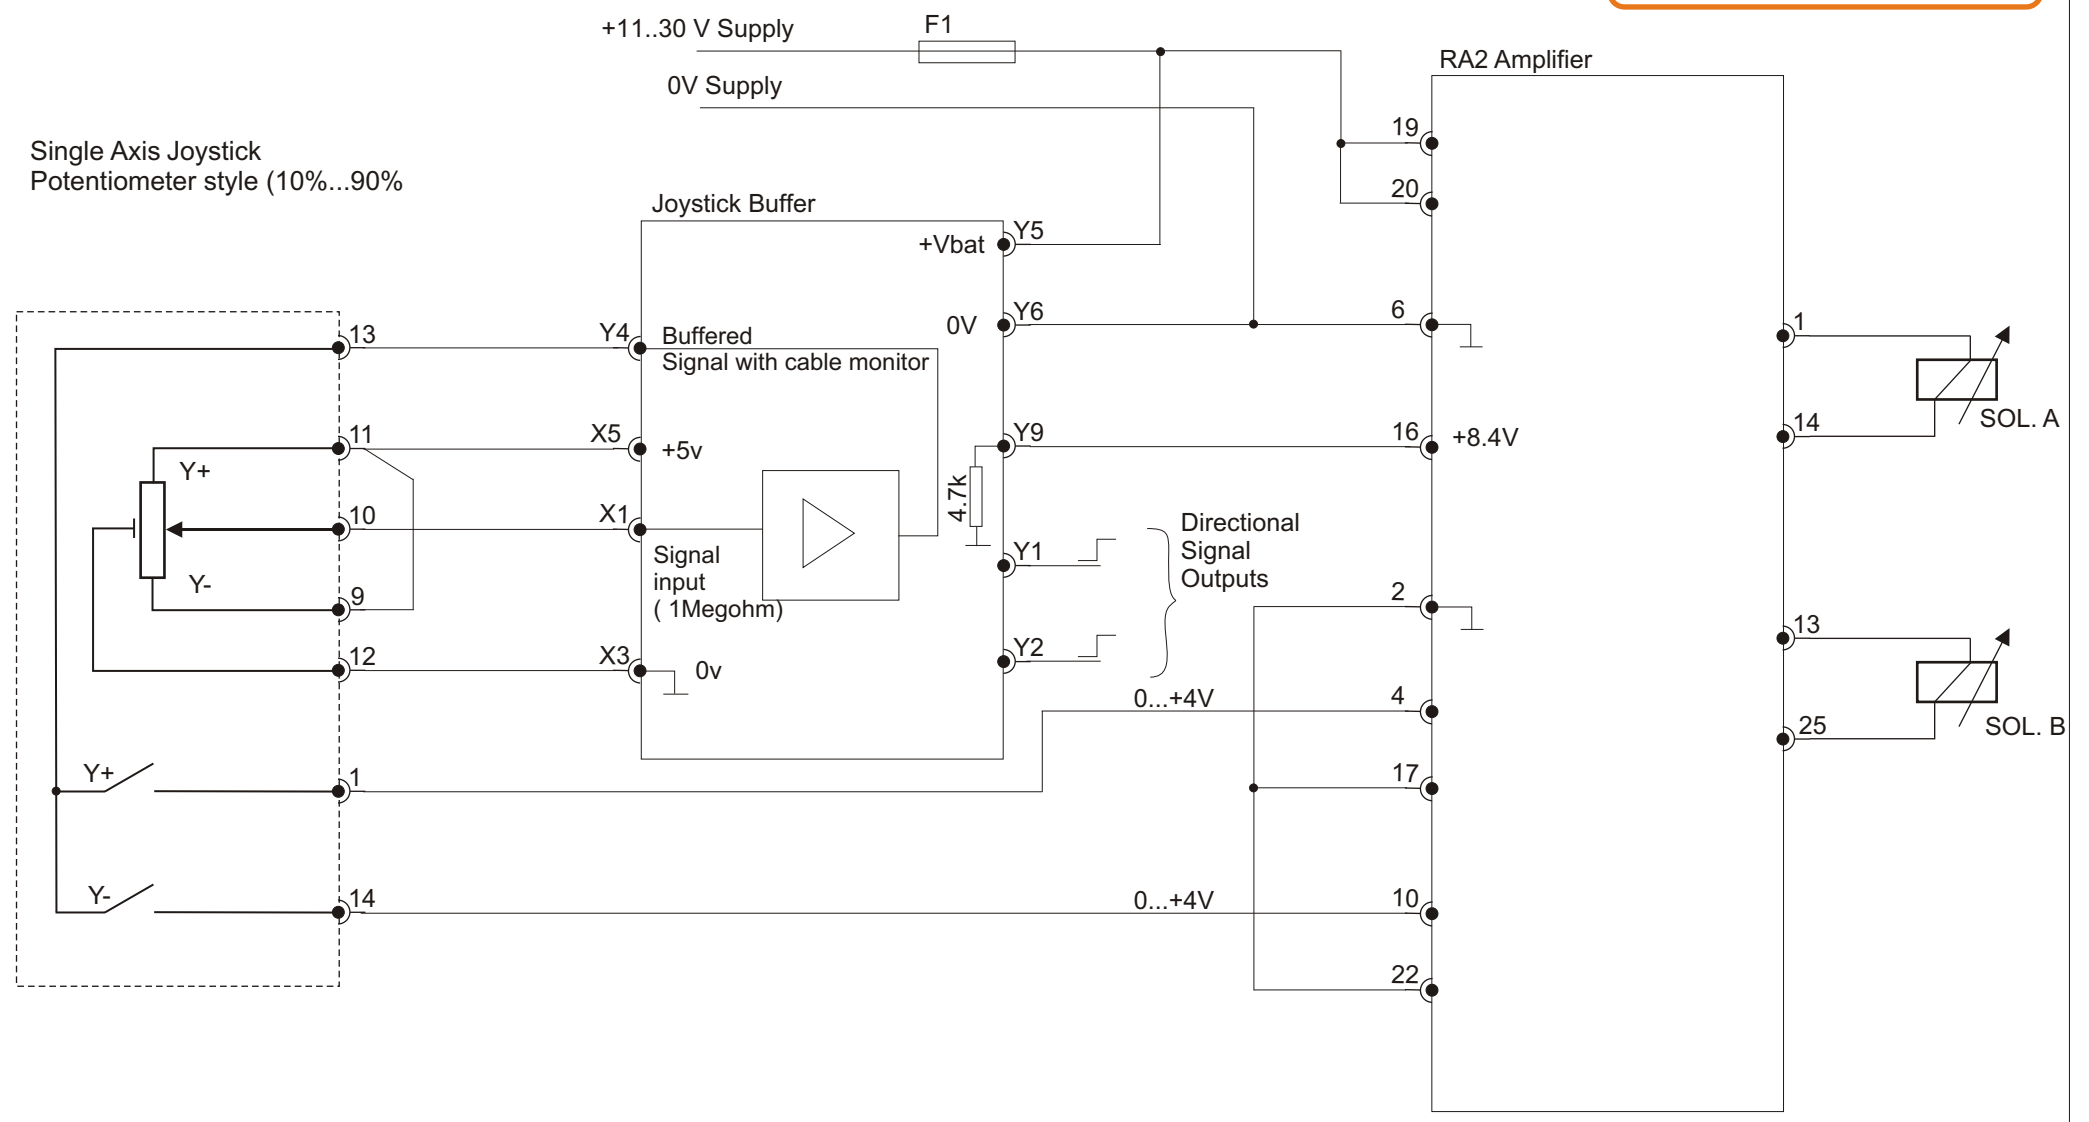 +11..30 V Supply
F1
0V Supply
RA2 Amplifier
Single Axis Joystick
Potentiometer style (10%...90%
Joystick Buffer
19
20
+Vbat
Y5
0V
Y6
6
13
Y4
Buffered
Signal with cable monitor
1
SOL. A
14
11
X5
+5v
Y9
16
+8.4V
Y+
4.7k
10
X1
Signal
input
( 1Megohm)
Y1
Directional
Signal
Outputs
Y-
9
2
12
X3
0v
Y2
13
SOL. B
25
0...+4V
4
Y+
1
17
Y-
14
0...+4V
10
22